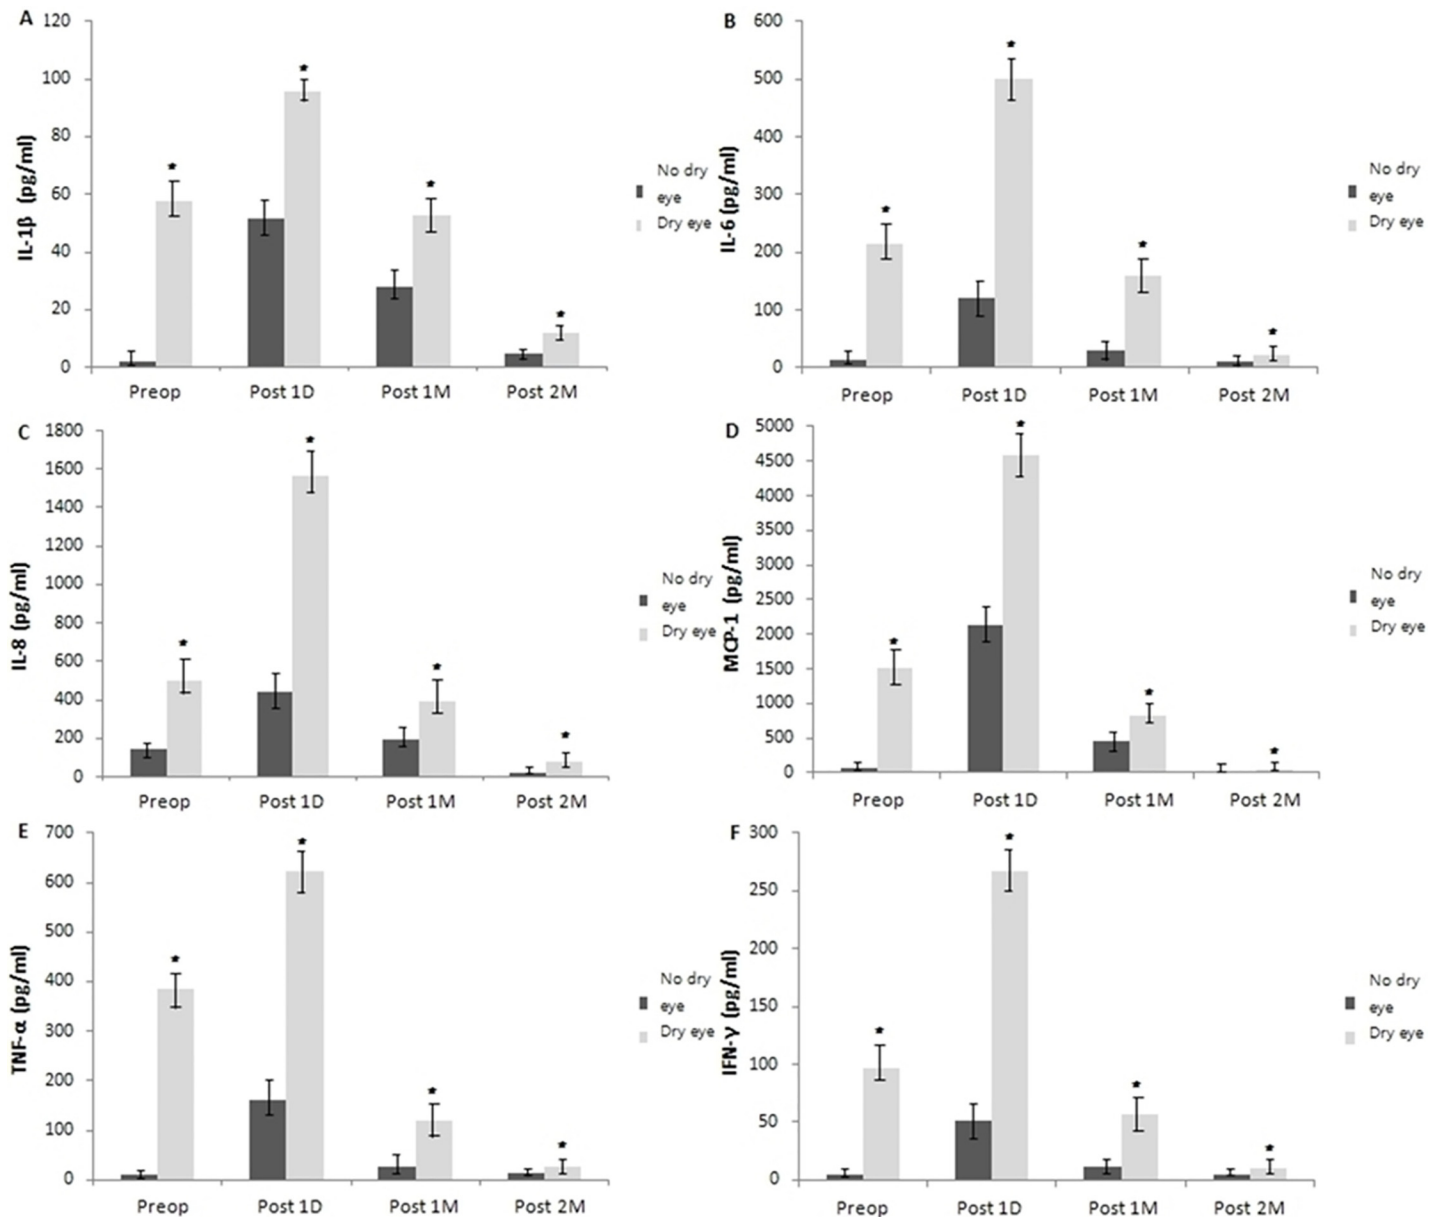 A
120
100
80
60
40
20
0
IL-1β (pg/ml)
*
*
*
*
Preop Post 1D Post 1M Post 2M
No dry
eye
Dry eye
B
600
500
400
300
200
100
0
IL-6 (pg/ml)
*
*
*
*
Preop Post 1D Post 1M Post 2M
No dry
eye
Dry eye
C
1800
1600
1400
1200
1000
800
600
400
200
0
IL-8 (pg/ml)
*
*
*
*
Preop Post 1D Post 1M Post 2M
No dry
eye
Dry eye
D
5000
4500
4000
3500
3000
2500
2000
1500
1000
500
0
MCP-1 (pg/ml)
*
*
*
*
Preop Post 1D Post 1M Post 2M
No dry
eye
Dry eye
E
700
600
500
400
300
200
100
0
TNF-α (pg/ml)
*
*
*
*
Preop Post 1D Post 1M Post 2M
No dry
eye
Dry eye
F
300
250
200
150
100
50
0
IFN-γ (pg/ml)
*
*
*
*
Preop Post 1D Post 1M Post 2M
No dry
eye
Dry eye